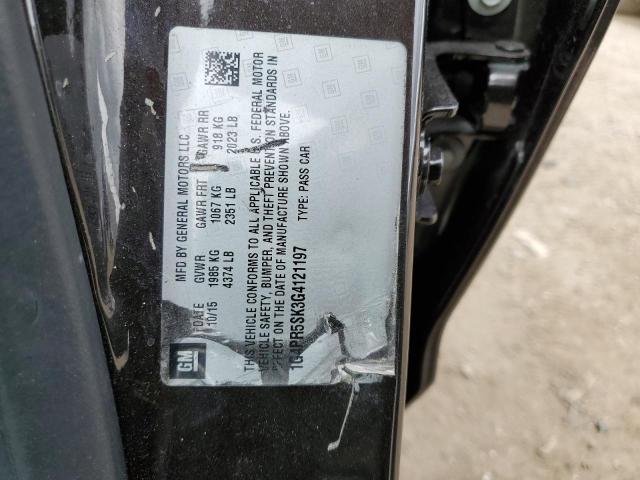 GM
MFD BY GENERAL MOTORS LLC
DATE GVWR GAWR FRT GAWR RR
10/15 1985 KG 1067 KG 918 KG
4374 LB 2351 LB 2023 LB
THIS VEHICLE CONFORMS TO ALL APPLICABLE U.S. FEDERAL MOTOR
VEHICLE SAFETY, BUMPER, AND THEFT PREVENTION STANDARDS IN
EFFECT ON THE DATE OF MANUFACTURE SHOWN ABOVE.
1G4PR5SK3G4121197 TYPE: PASS CAR